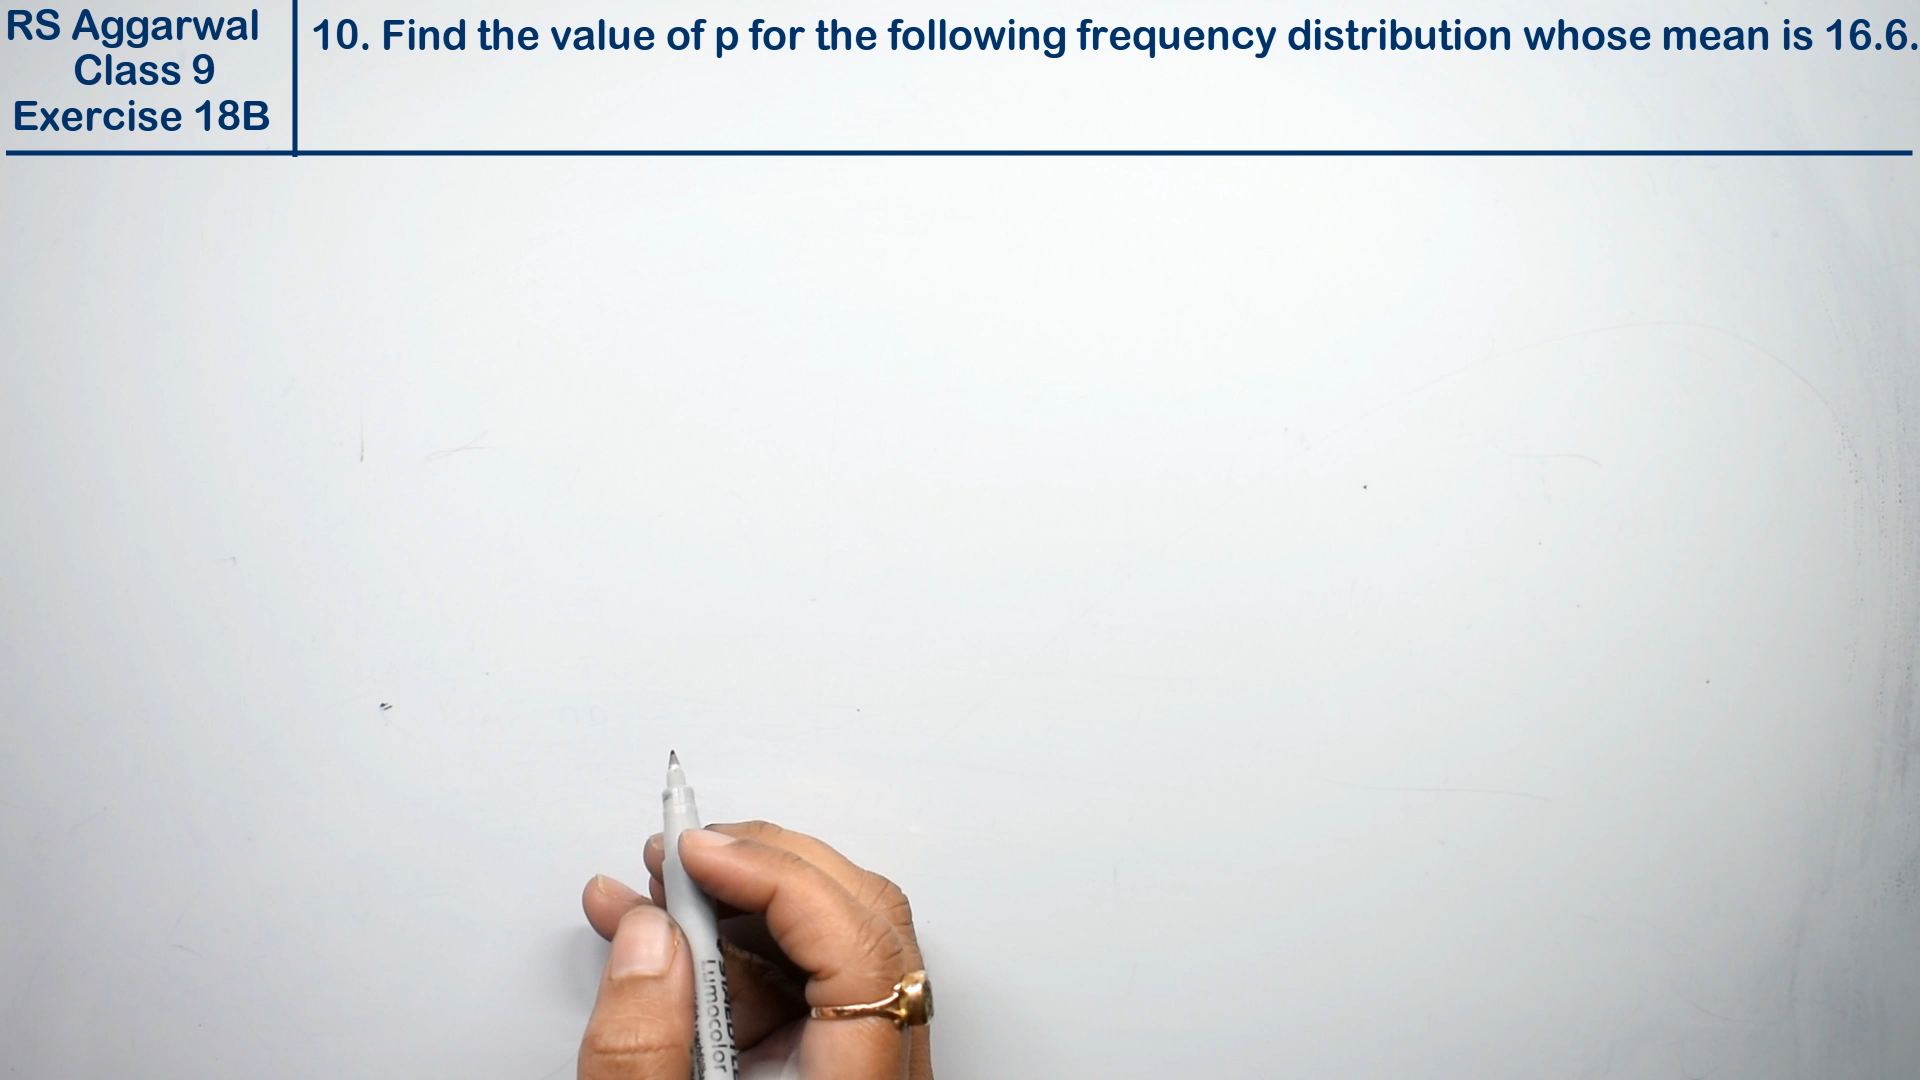 RS Aggarwal
Class 9
Exercise 18B
10. Find the value of p for the following frequency distribution whose mean is 16.6.
Lumocolor